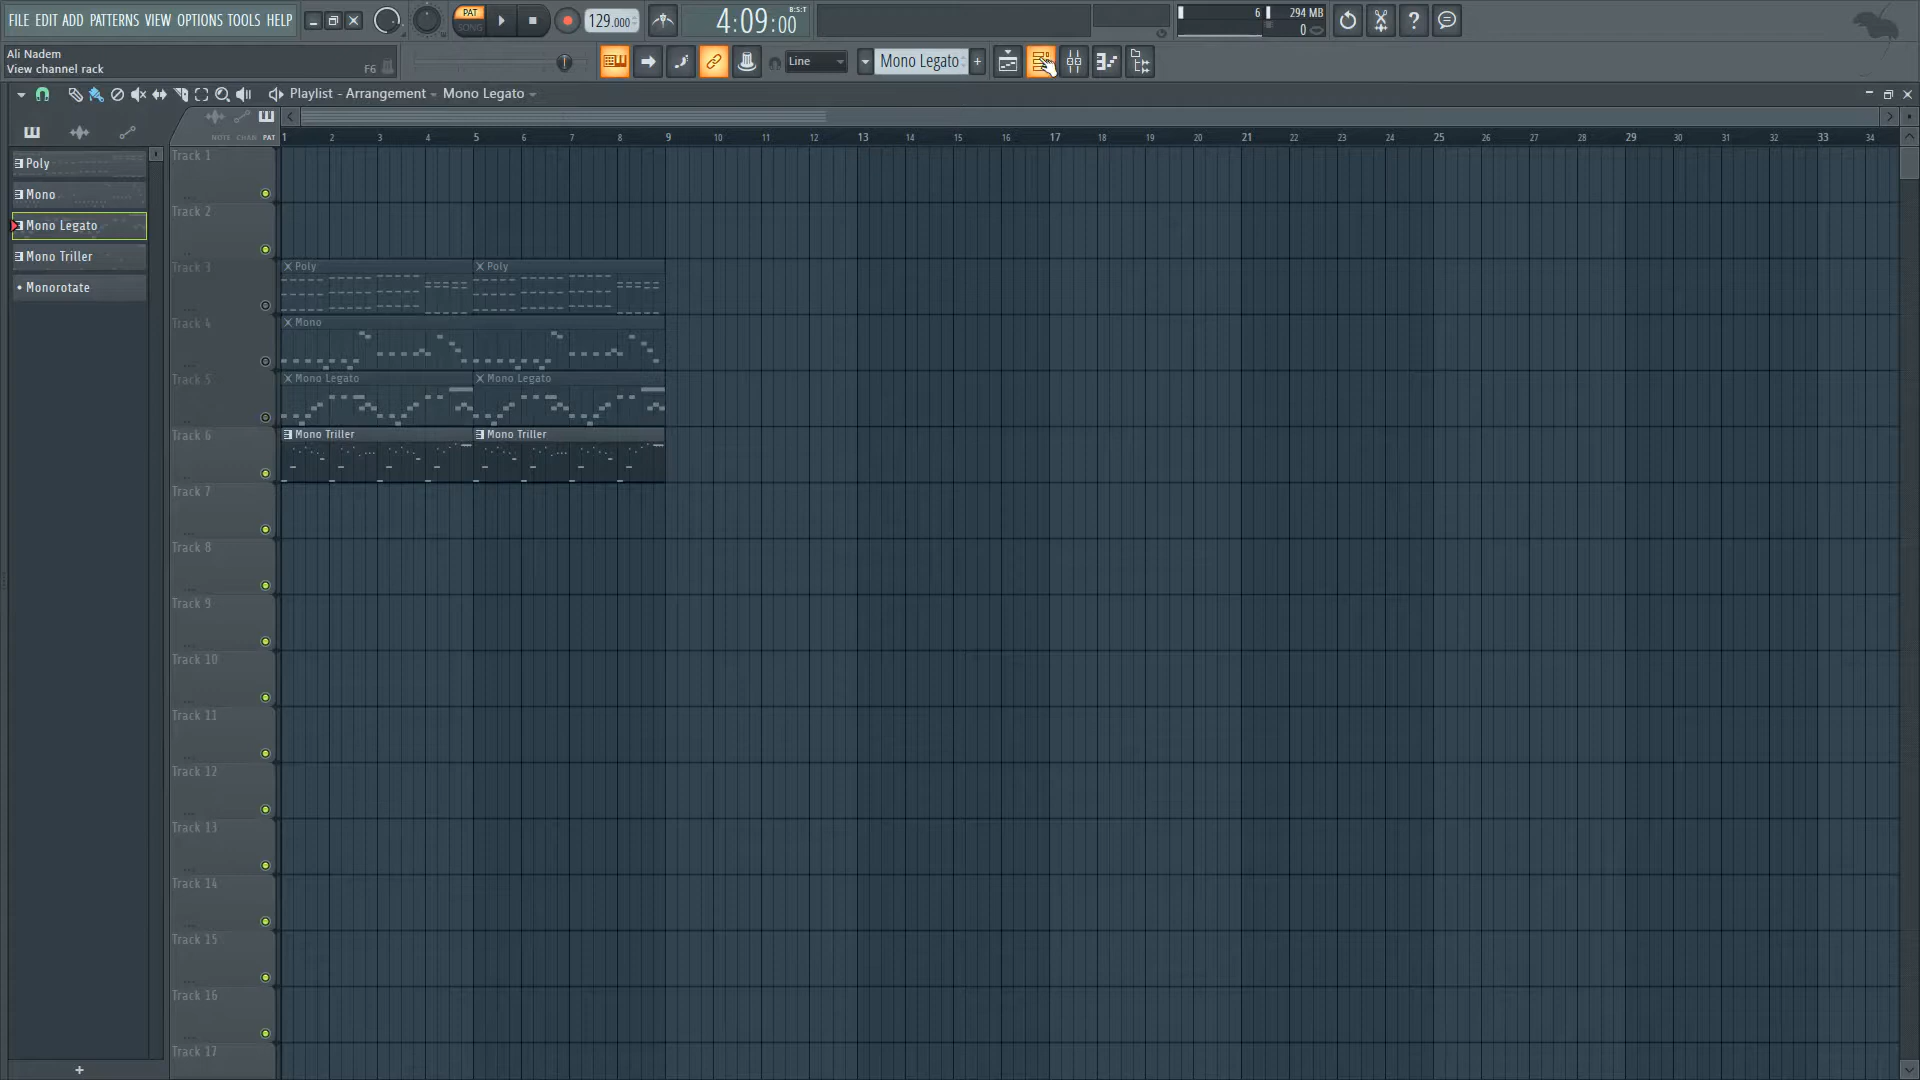 FILE EDIT ADD PATTERNS VIEW OPTIONS TOOLS HELP
PAT
SONG
129.000
4:09:00
B:S:T
6
294 MB
0
Ali Nadem
View channel rack
F6
Line
Mono Legato
+
Playlist - Arrangement - Mono Legato
NOTE CHAN PAT
1 2 3 4 5 6 7 8 9 10 11 12 13 14 15 16 17 18 19 20 21 22 23 24 25 26 27 28 29 30 31 32 33 34
Poly
Mono
Mono Legato
Mono Triller
Monorotate
+
Track 1
Track 2
Track 3
Poly Poly
Track 4
Mono
Track 5
Mono Legato Mono Legato
Track 6
Mono Triller Mono Triller
Track 7
Track 8
Track 9
Track 10
Track 11
Track 12
Track 13
Track 14
Track 15
Track 16
Track 17